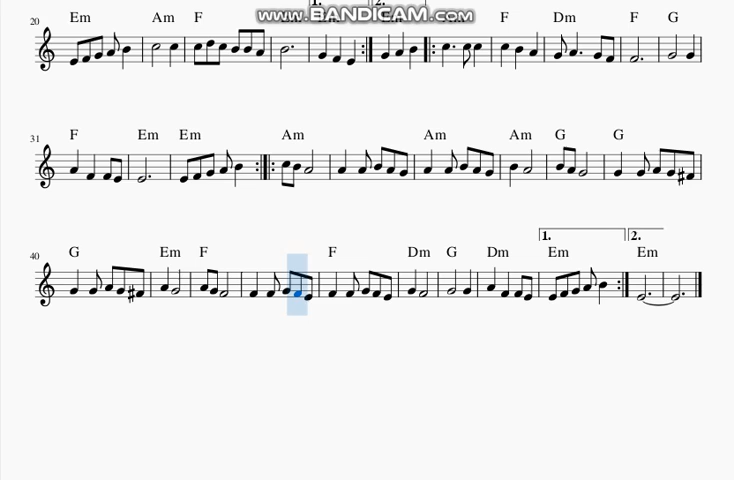 www.BANDICAM.com
1. 2.
20 Em Am F Em F Dm F G
31 F Em Em Am Am Am G G
1. 2.
40 G Em F F Dm G Dm Em Em